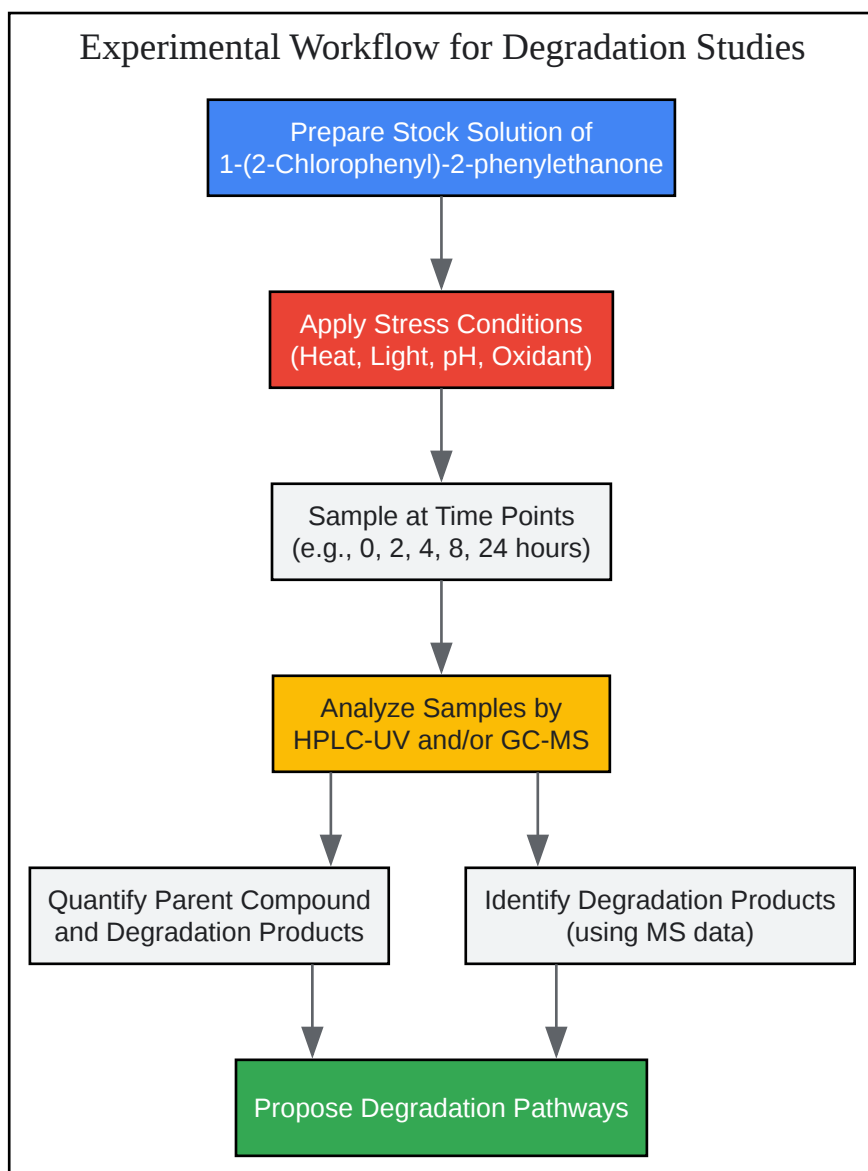 Experimental Workflow for Degradation Studies
Prepare Stock Solution of
1-(2-Chlorophenyl)-2-phenylethanone
Apply Stress Conditions
(Heat, Light, pH, Oxidant)
Sample at Time Points
(e.g., 0, 2, 4, 8, 24 hours)
Analyze Samples by
HPLC-UV and/or GC-MS
Quantify Parent Compound
and Degradation Products
Identify Degradation Products
(using MS data)
Propose Degradation Pathways